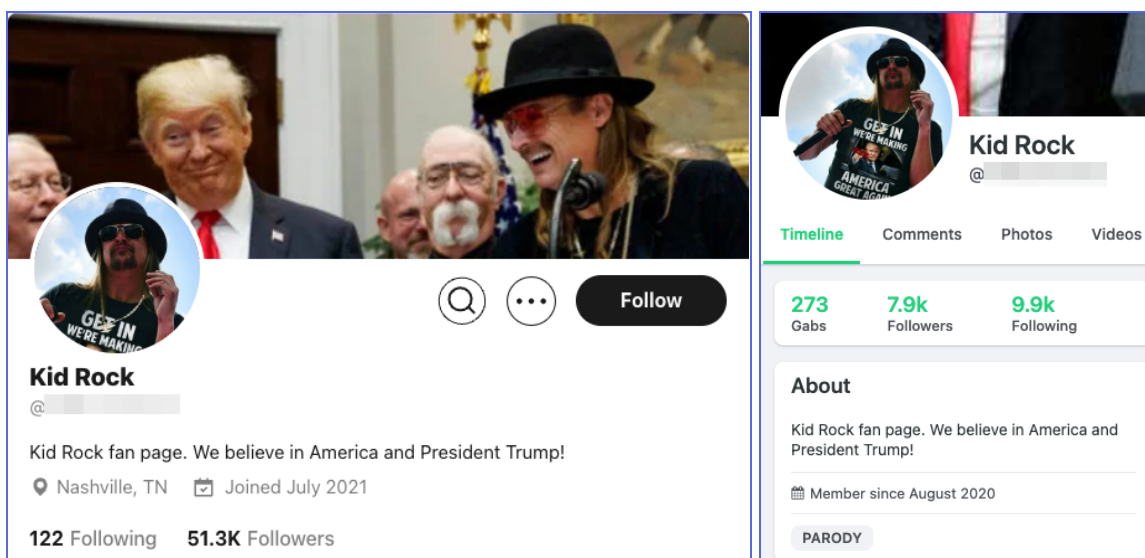 GET IN
WE'RE MAKING
Follow
Kid Rock
@
Kid Rock fan page. We believe in America and President Trump!
Nashville, TN Joined July 2021
122 Following 51.3K Followers
GET IN
WE'RE MAKING
AMERICA
GREAT AGAIN
Kid Rock
@
Timeline Comments Photos Videos
273 7.9k 9.9k
Gabs Followers Following
About
Kid Rock fan page. We believe in America and
President Trump!
Member since August 2020
PARODY